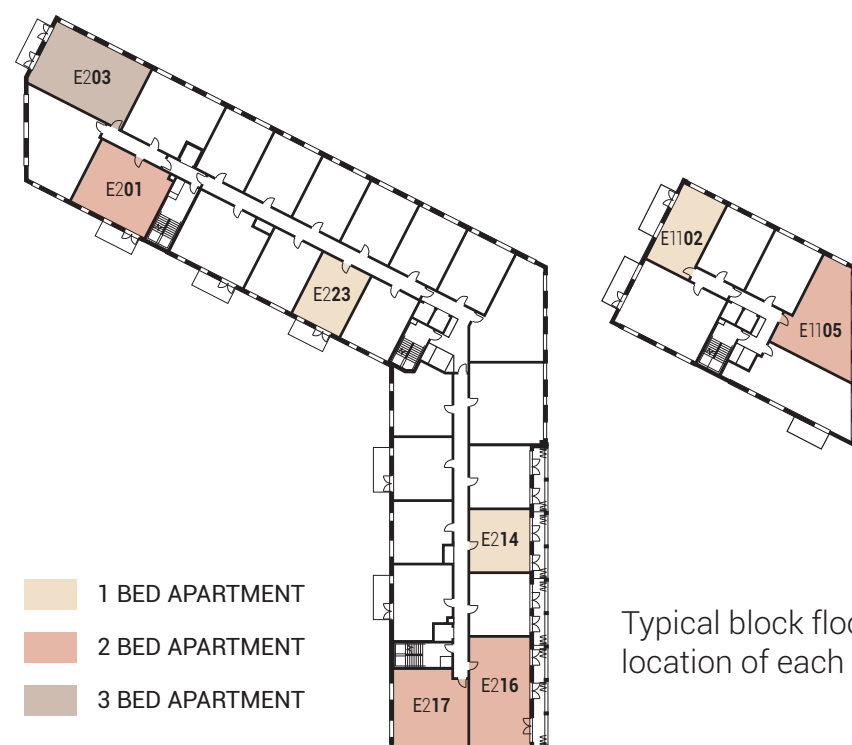 E203
E201
E223
E1102
E1105
E214
E216
E217
1 BED APARTMENT
2 BED APARTMENT
3 BED APARTMENT
Typical block floo
location of each